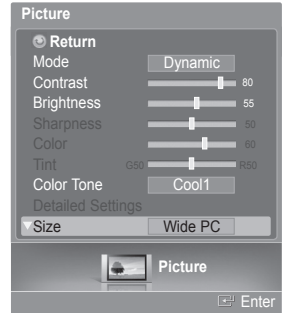 Picture
Return
Mode Dynamic
Contrast 80
Brightness 55
Sharpness 50
Color 60
Tint G50 R50
Color Tone Cool1
Detailed Settings
Size Wide PC
Picture
Enter